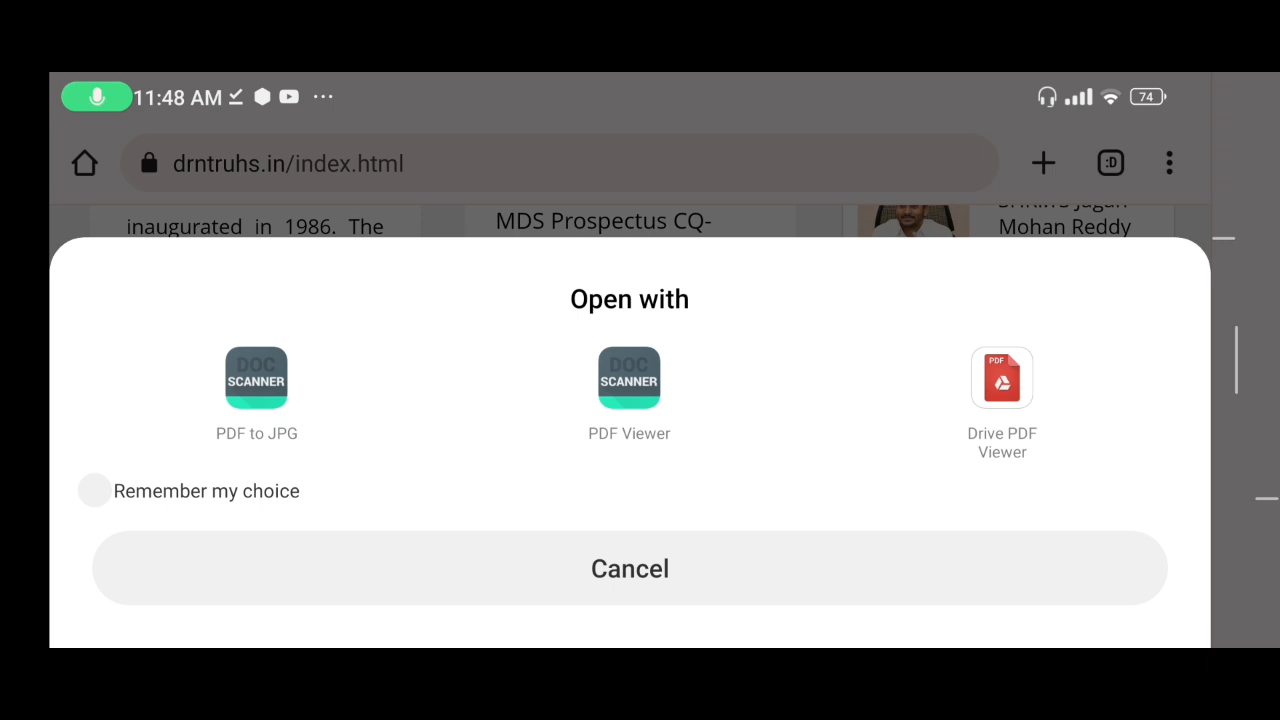 11:48 AM
74
drntruhs.in/index.html
:D
inaugurated in 1986. The
MDS Prospectus CQ-
Mohan Reddy
Open with
DOC
SCANNER
DOC
SCANNER
PDF
PDF to JPG
PDF Viewer
Drive PDF
Viewer
Remember my choice
Cancel